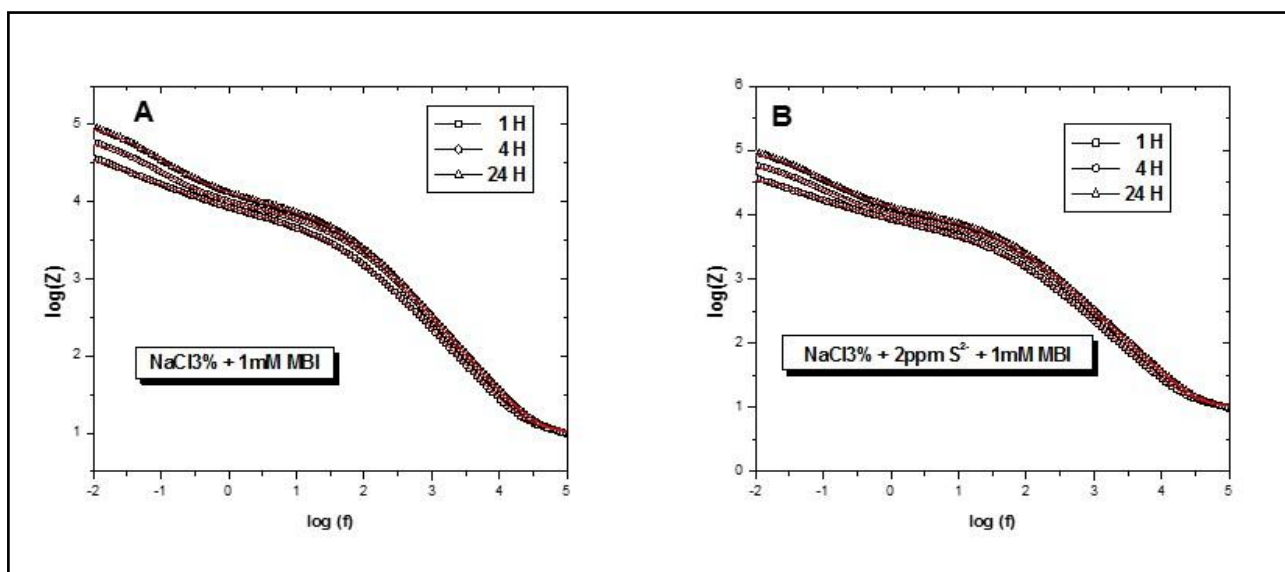 A
1 H
4 H
24 H
5
4
3
2
1
log(Z)
NaCl3% + 1mM MBI
-2 -1 0 1 2 3 4 5
log (f)
B
1 H
4 H
24 H
6
5
4
3
2
1
0
log(Z)
NaCl3% + 2ppm S²⁻ + 1mM MBI
-2 -1 0 1 2 3 4 5
log (f)